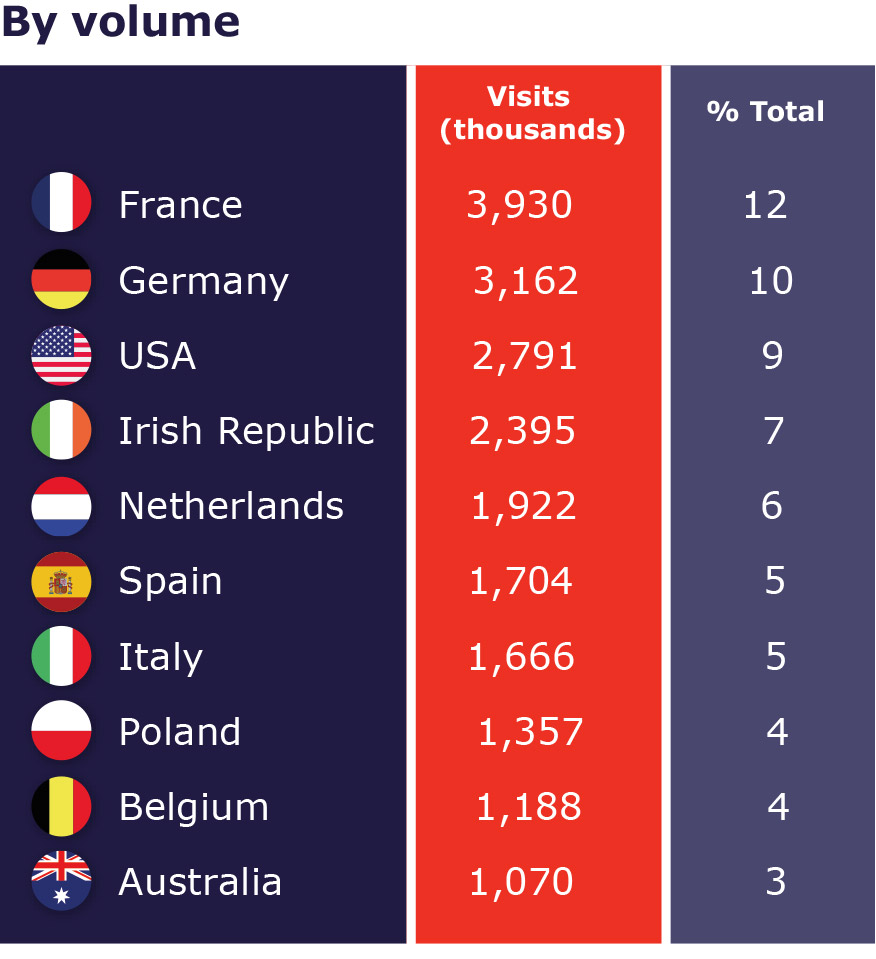 By volume
Visits
(thousands)
% Total
France 3,930 12
Germany 3,162 10
USA 2,791 9
Irish Republic 2,395 7
Netherlands 1,922 6
Spain 1,704 5
Italy 1,666 5
Poland 1,357 4
Belgium 1,188 4
Australia 1,070 3